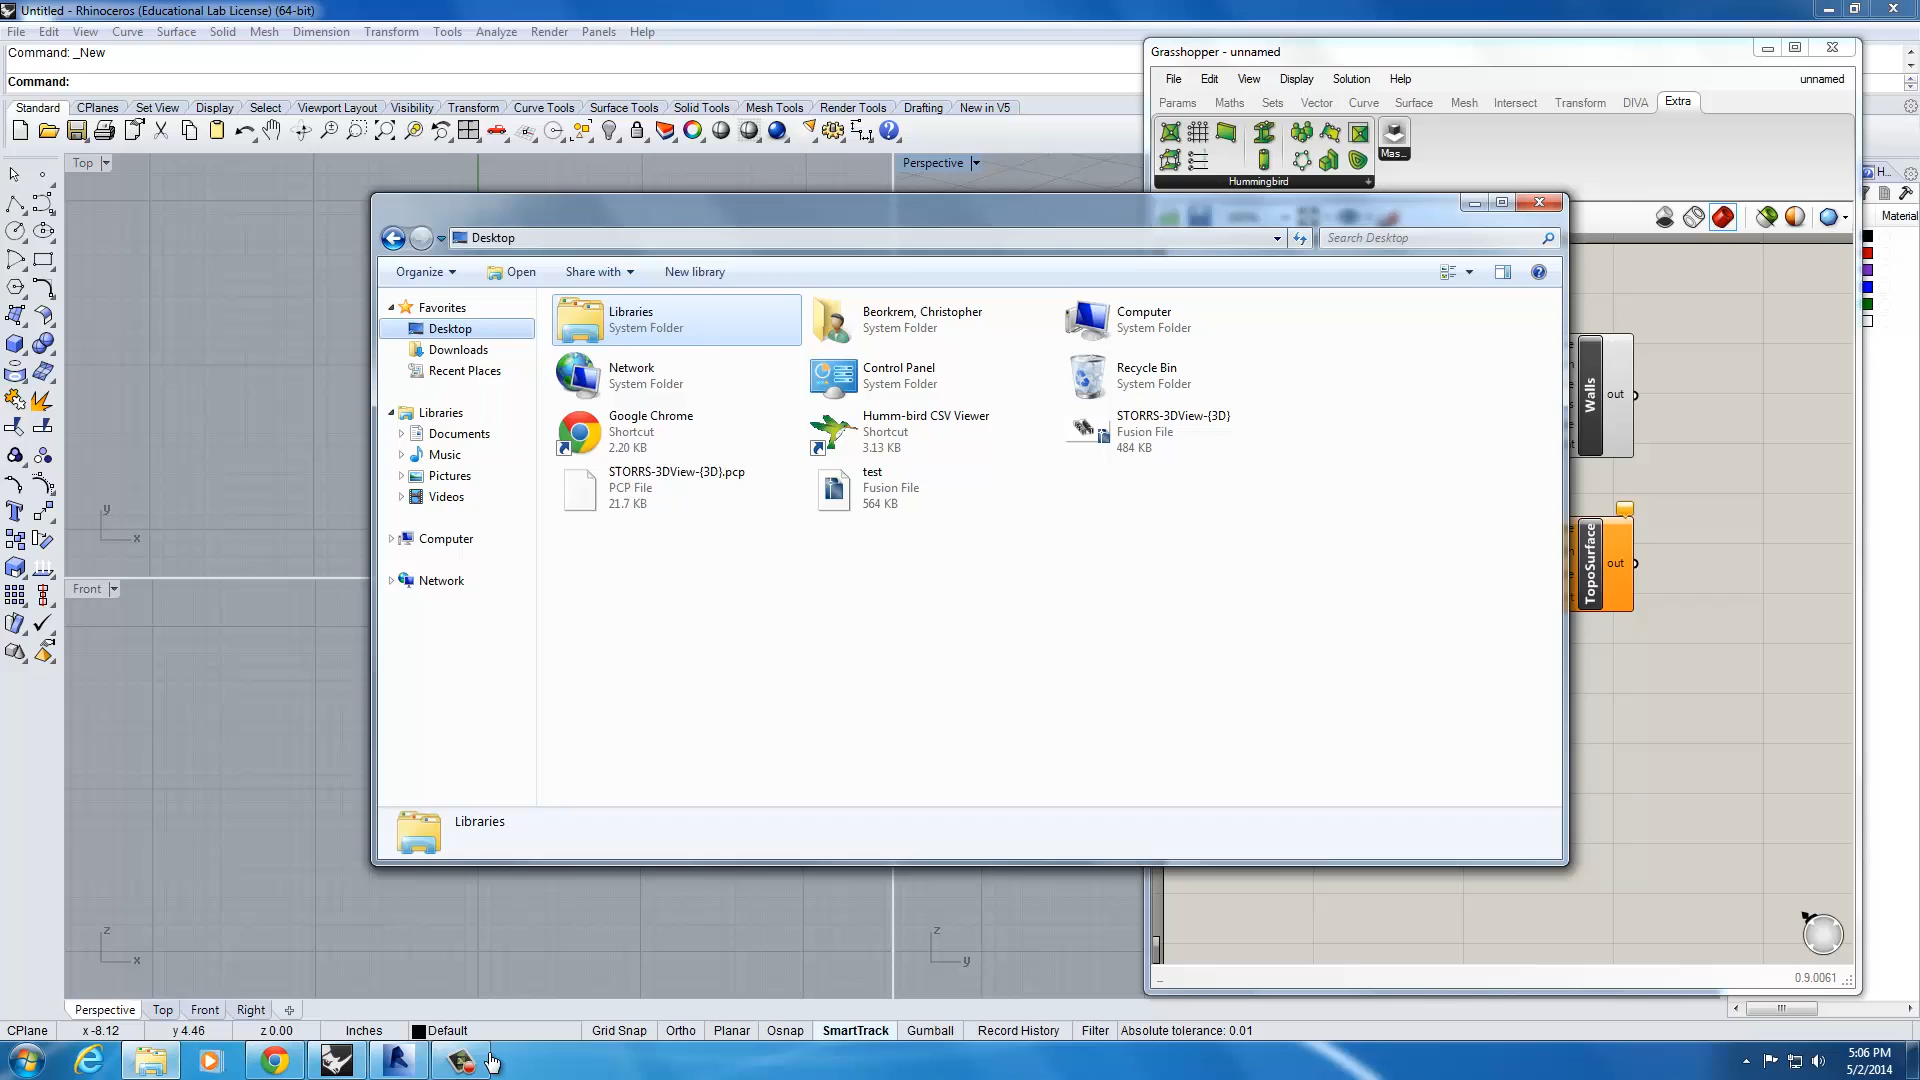 Untitled - Rhinoceros (Educational Lab License) (64-bit)
File Edit View Curve Surface Solid Mesh Dimension Transform Tools Analyze Render Panels Help
Command: _New
Command:
Standard CPlanes Set View Display Select Viewport Layout Visibility Transform Curve Tools Surface Tools Solid Tools Mesh Tools Render Tools Drafting New in V5
Top
Perspective
Grasshopper - unnamed
File Edit View Display Solution Help unnamed
Params Maths Sets Vector Curve Surface Mesh Intersect Transform DIVA Extra
Mas...
Hummingbird
H...
Material
Desktop
Search Desktop
Organize Open Share with New library
Favorites
Desktop
Downloads
Recent Places
Libraries
Documents
Music
Pictures
Videos
Computer
Network
Libraries
System Folder
Beorkrem, Christopher
System Folder
Computer
System Folder
Network
System Folder
Control Panel
System Folder
Recycle Bin
System Folder
Google Chrome
Shortcut
2.20 KB
Humm-bird CSV Viewer
Shortcut
3.13 KB
STORRS-3DView-{3D}
Fusion File
484 KB
STORRS-3DView-{3D}.pcp
PCP File
21.7 KB
test
Fusion File
564 KB
Libraries
Walls
out
TopoSurface
out
y
x
Front
z
x
z
y
0.9.0061
Perspective Top Front Right
CPlane x -8.12 y 4.46 z 0.00 Inches Default Grid Snap Ortho Planar Osnap SmartTrack Gumball Record History Filter Absolute tolerance: 0.01
5:06 PM
5/2/2014